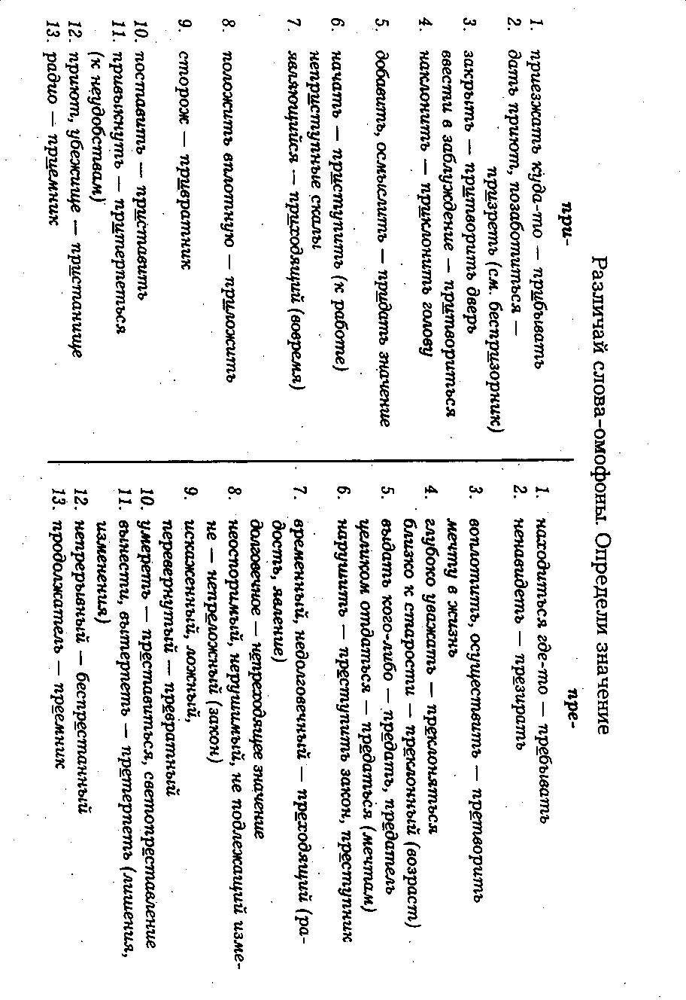 Различай слова-омофоны. Определи значение
при-
1. приезжать куда-то — прибывать
2. дать приют, позаботиться —
призреть (см. беспризорник)
3. закрыть — притворить дверь
ввести в заблуждение — притвориться
4. наклонить — приклонить голову
5. добавить, осмыслить — придать значение
6. начать — приступить (к работе)
неприступные скалы
7. являющийся — приходящий (вовремя)
8. положить вплотную — приложить
9. сторож — привратник
10. поставить — приставить
11. привыкнуть — притерпеться
(к неудобствам)
12. приют, убежище — пристанище
13. радио — приемник
пре-
1. находиться где-то — пребывать
2. ненавидеть — презирать
3. воплотить, осуществить — претворить
мечту в жизнь
4. глубоко уважать — преклоняться
близко к старости — преклонный (возраст)
5. выдать кого-либо — предать, предатель
целиком отдаться — предаться (мечтам)
6. нарушить — преступить закон, преступник
7. временный, недолговечный — преходящий (ра-
дость, явление)
долговечное — непреходящее значение
8. неоспоримый, нерушимый, не подлежащий изме-
не — непреложный (закон)
9. искаженный, ложный,
перевернутый — превратный
10. умереть — преставиться, светопреставление
11. вынести, вытерпеть — претерпеть (лишения,
изменения)
12. непрерывный — беспрестанный
13. продолжатель — преемник